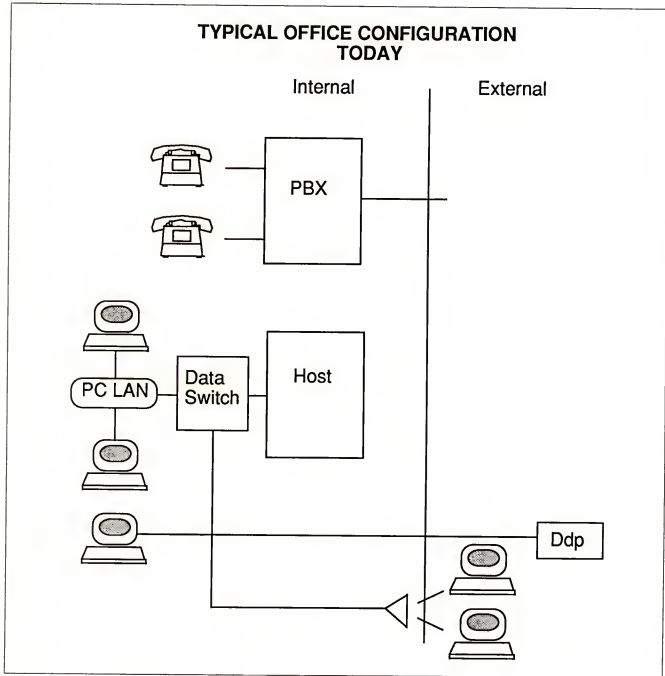 TYPICAL OFFICE CONFIGURATION
TODAY
Internal
External
PBX
PC LAN
Data
Switch
Host
Ddp